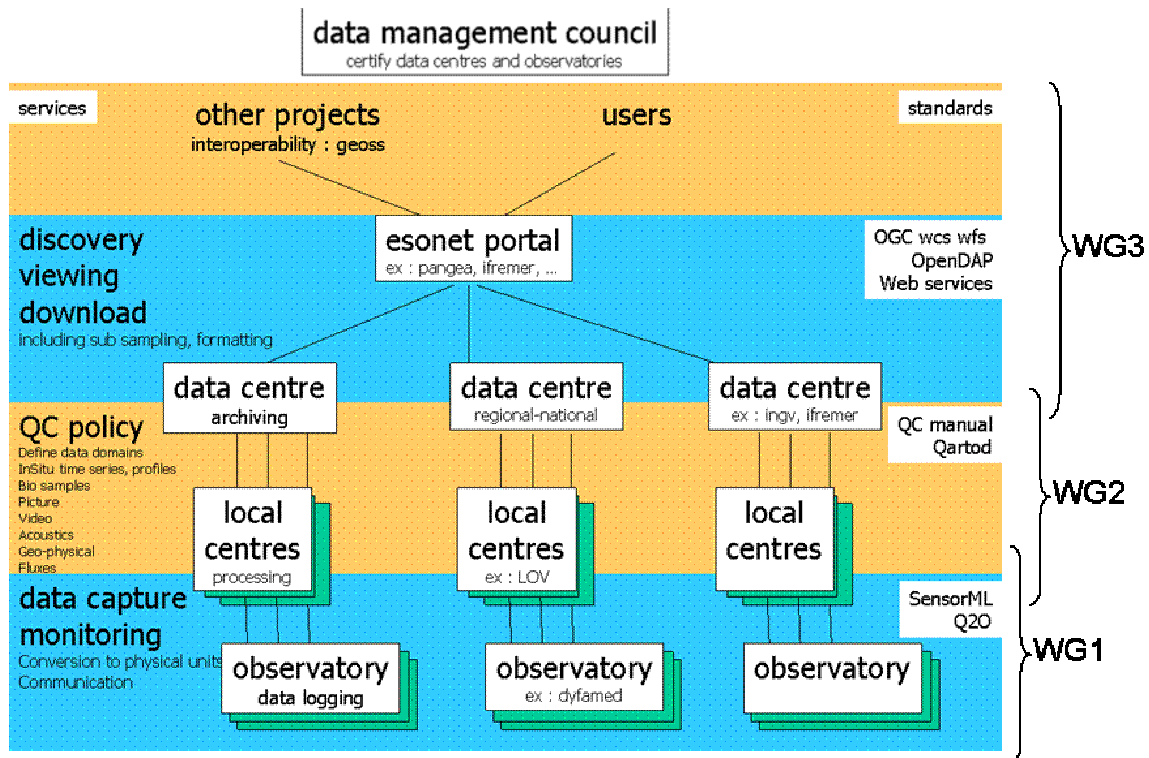 data management council
certify data centres and observatories
services
other projects
interoperability : geoss
users
standards
discovery
viewing
download
including sub sampling, formatting
esonet portal
ex : pangea, ifremer, ...
OGC wcs wfs
OpenDAP
Web services
WG3
data centre
archiving
data centre
regional-national
data centre
ex : ingv, ifremer
QC policy
Define data domains
InSitu time series, profiles
Bio samples
Picture
Video
Acoustics
Geo-physical
Fluxes
QC manual
Qartod
WG2
local
centres
processing
local
centres
ex : LOV
local
centres
data capture
monitoring
Conversion to physical units
Communication
SensorML
Q2O
WG1
observatory
data logging
observatory
ex : dyfamed
observatory